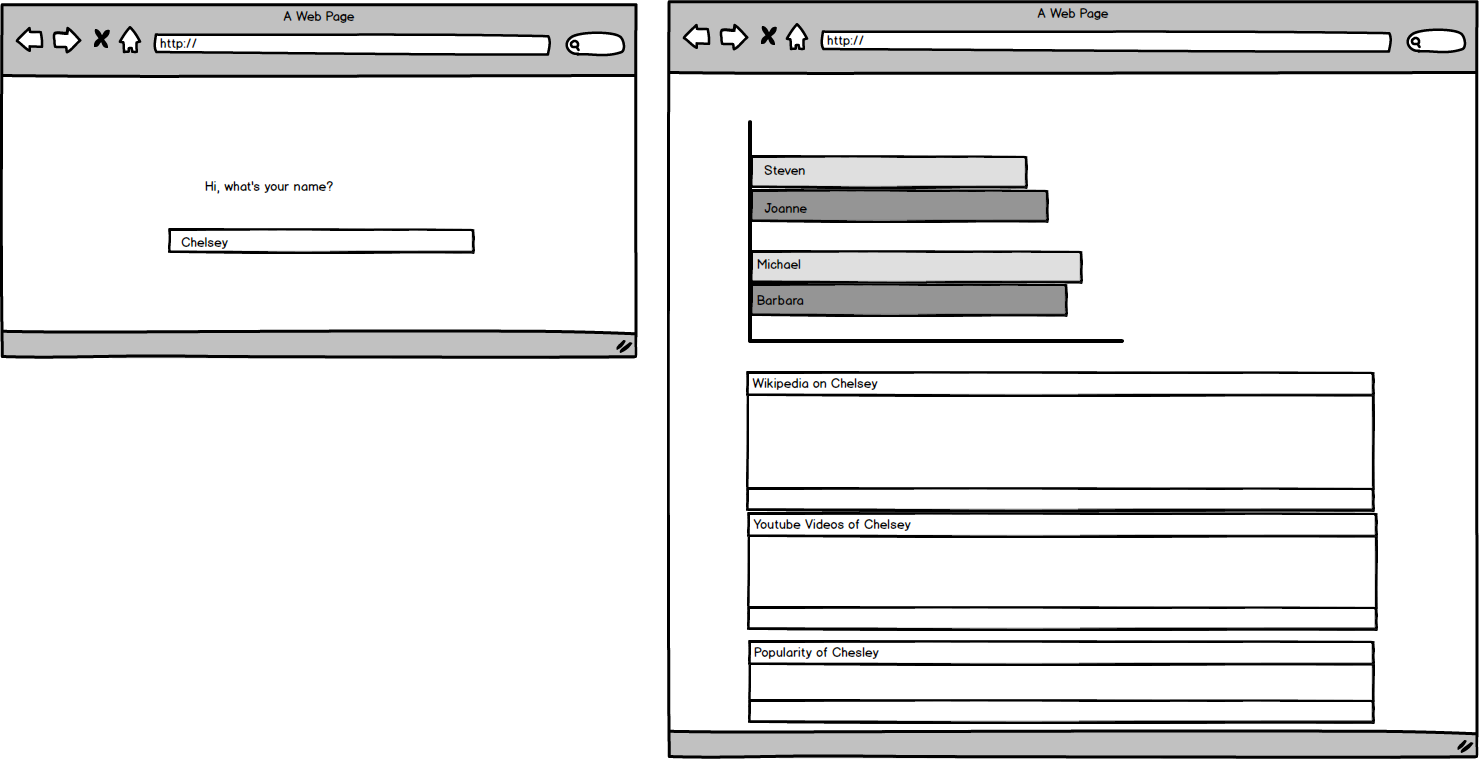 A Web Page
http://
Hi, what's your name?
Chelsey
A Web Page
http://
Steven
Joanne
Michael
Barbara
Wikipedia on Chelsey
Youtube Videos of Chelsey
Popularity of Chesley